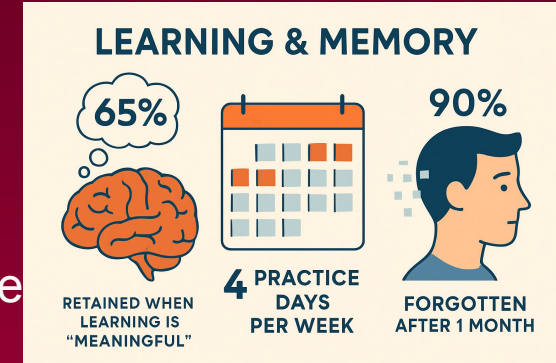 LEARNING & MEMORY
65%
RETAINED WHEN
LEARNING IS
“MEANINGFUL”
4 PRACTICE
DAYS
PER WEEK
90%
FORGOTTEN
AFTER 1 MONTH
e